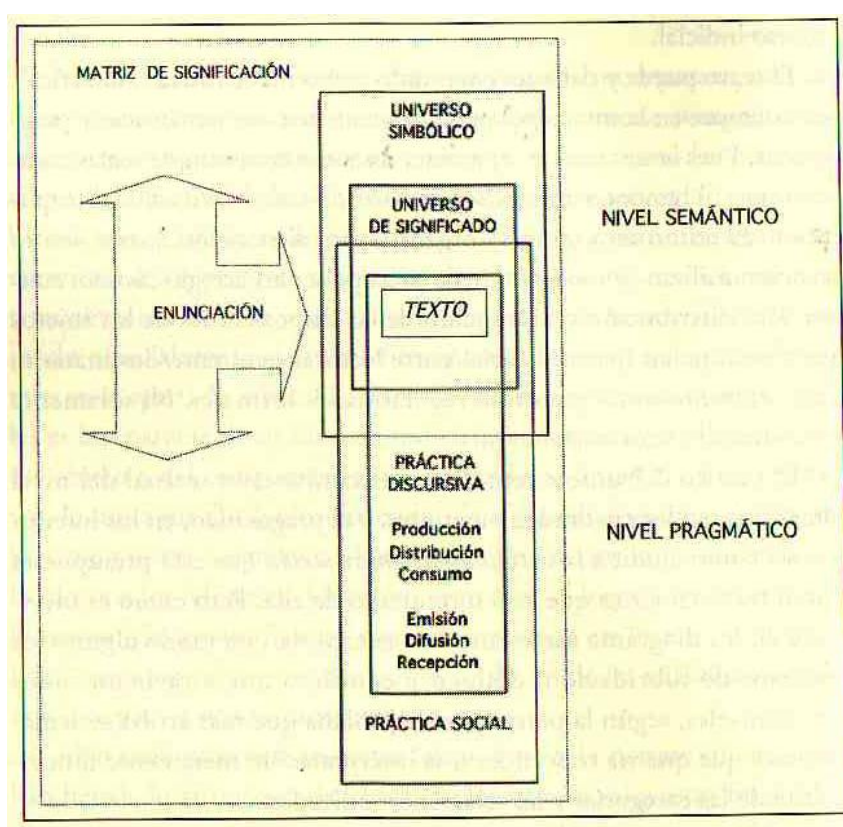 MATRIZ DE SIGNIFICACIÓN
UNIVERSO
SIMBÓLICO
UNIVERSO
DE SIGNIFICADO
NIVEL SEMÁNTICO
TEXTO
ENUNCIACIÓN
PRÁCTICA
DISCURSIVA
Producción
Distribución
Consumo
NIVEL PRAGMÁTICO
Emisión
Difusión
Recepción
PRÁCTICA SOCIAL